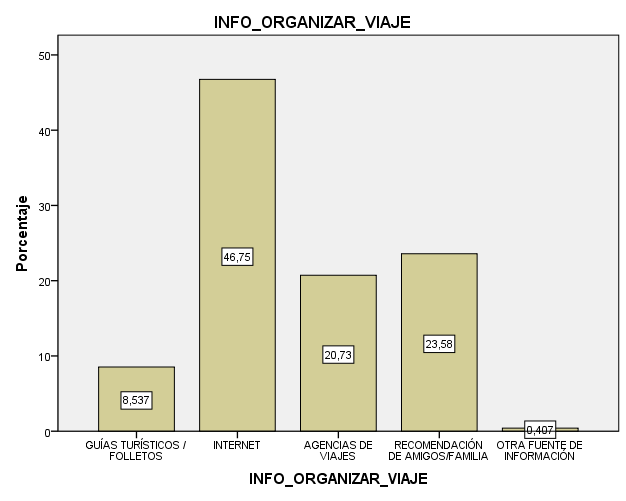 INFO_ORGANIZAR_VIAJE
Porcentaje
50
40
30
20
10
0
8,537
46,75
20,73
23,58
0,407
GUÍAS TURÍSTICOS /
FOLLETOS
INTERNET
AGENCIAS DE
VIAJES
RECOMENDACIÓN
DE AMIGOS/FAMILIA
OTRA FUENTE DE
INFORMACIÓN
INFO_ORGANIZAR_VIAJE